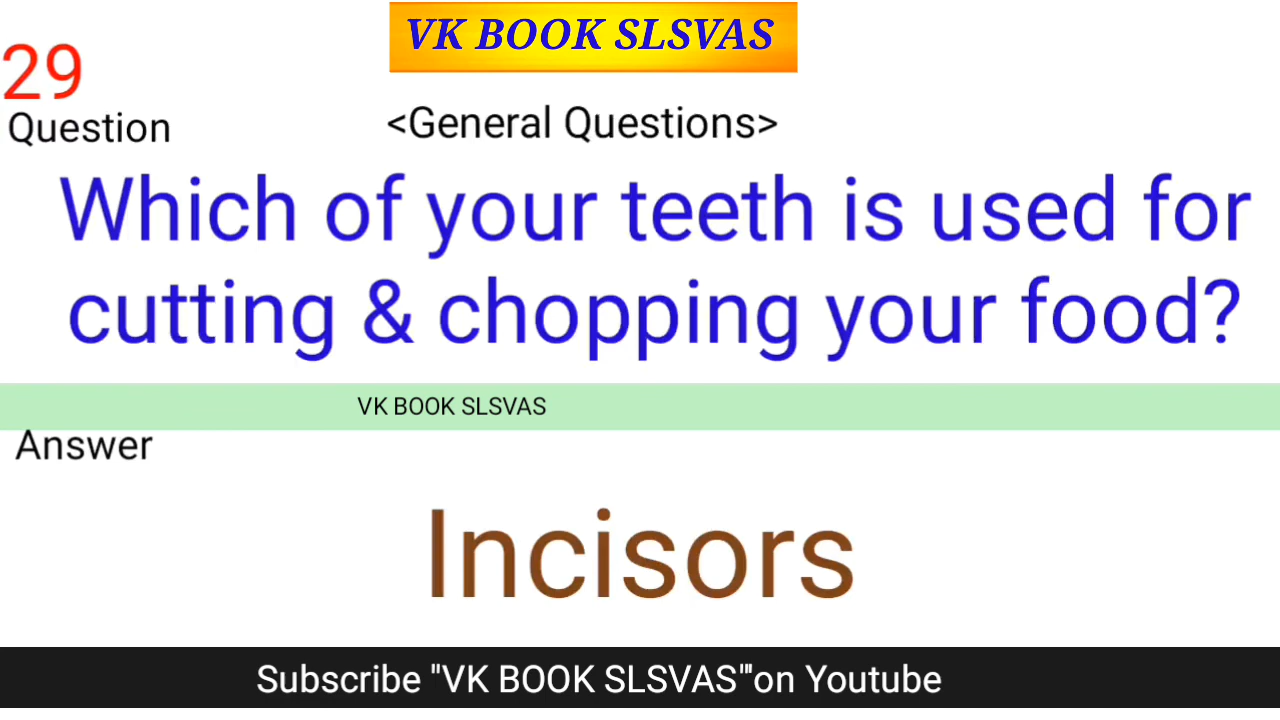 VK BOOK SLSVAS
29
Question
<General Questions>
Which of your teeth is used for
cutting & chopping your food?
VK BOOK SLSVAS
Answer
Incisors
Subscribe "VK BOOK SLSVAS'"on Youtube